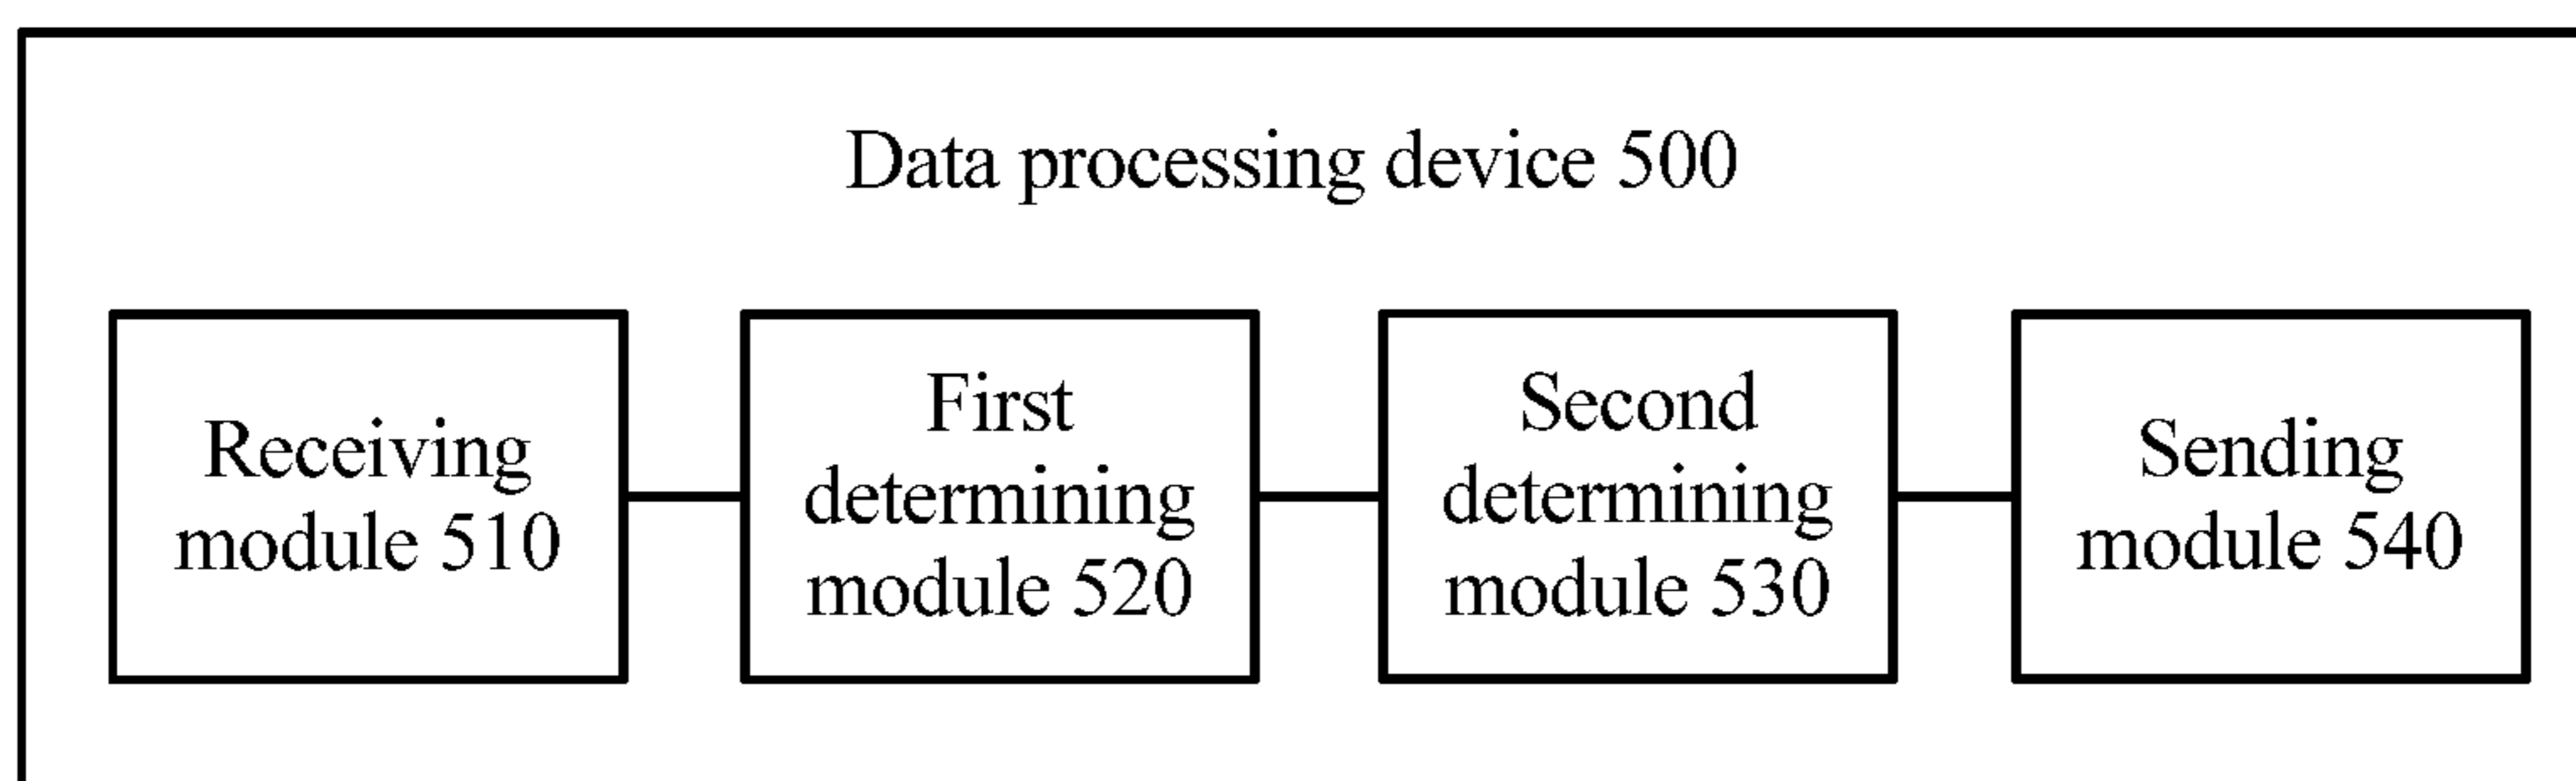 Data processing device 500
Receiving
module 510
First
determining
module 520
Second
determining
module 530
Sending
module 540